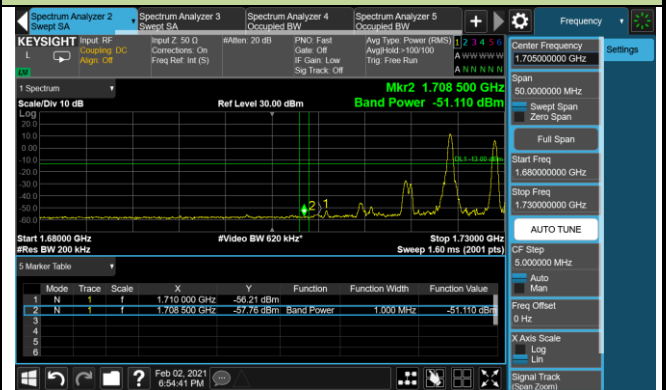 Spectrum Analyzer 2
Swept SA
Spectrum Analyzer 3
Swept SA
Spectrum Analyzer 4
Occupied BW
Spectrum Analyzer 5
Occupied BW
+
Frequency
KEYSIGHT
L
Input: RF
Coupling: DC
Align: Off
Input Z: 50 Ω
Corrections: On
Freq Ref: Int (S)
#Atten: 20 dB
PNO: Fast
Gate: Off
IF Gain: Low
Sig Track: Off
Avg Type: Power (RMS)
Avg|Hold:>100/100
Trig: Free Run
1 2 3 4 5 6
A W W W W W
A N N N N N
1 Spectrum
Scale/Div 10 dB
Ref Level 30.00 dBm
Mkr2 1.708 500 GHz
Band Power -51.110 dBm
Log
20.0
10.0
0.00
-10.0
-20.0
-30.0
-40.0
-50.0
-60.0
DL1 -13.00 dBm
2
1
Start 1.68000 GHz
#Res BW 200 kHz
#Video BW 620 kHz*
Stop 1.73000 GHz
Sweep 1.60 ms (2001 pts)
5 Marker Table
Mode Trace Scale X Y Function Function Width Function Value
1 N 1 f 1.710 000 GHz -56.21 dBm
2 N 1 f 1.708 500 GHz -57.76 dBm Band Power 1.000 MHz -51.110 dBm
3
4
5
6
Feb 02, 2021
6:54:41 PM
Center Frequency
1.705000000 GHz
Settings
Span
50.0000000 MHz
Swept Span
Zero Span
Full Span
Start Freq
1.680000000 GHz
Stop Freq
1.730000000 GHz
AUTO TUNE
CF Step
5.000000 MHz
Auto
Man
Freq Offset
0 Hz
X Axis Scale
Log
Lin
Signal Track
(Span Zoom)